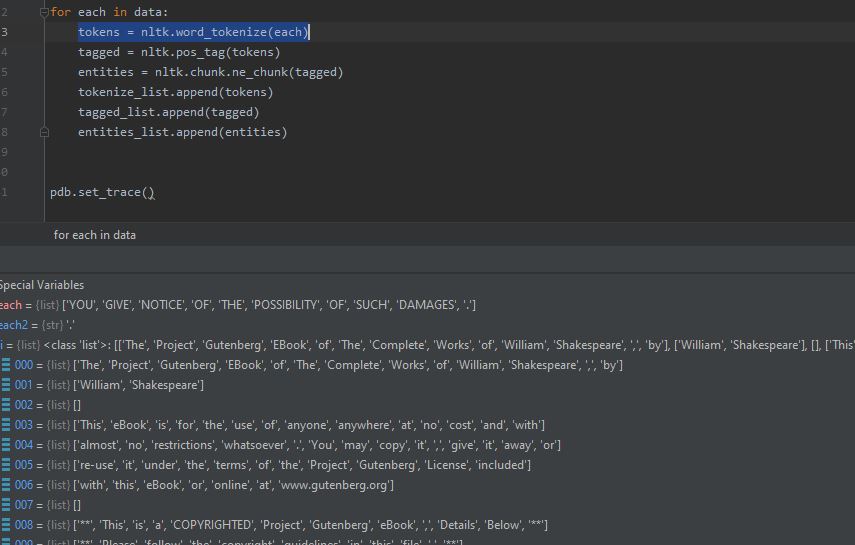 2 for each in data:
3 tokens = nltk.word_tokenize(each)
4 tagged = nltk.pos_tag(tokens)
5 entities = nltk.chunk.ne_chunk(tagged)
6 tokenize_list.append(tokens)
7 tagged_list.append(tagged)
8 entities_list.append(entities)
9
0
1 pdb.set_trace()
for each in data
Special Variables
each = {list} ['YOU', 'GIVE', 'NOTICE', 'OF', 'THE', 'POSSIBILITY', 'OF', 'SUCH', 'DAMAGES', '.']
each2 = {str} '.'
i = {list} <class 'list'>: [['The', 'Project', 'Gutenberg', 'EBook', 'of', 'The', 'Complete', 'Works', 'of', 'William', 'Shakespeare', ',', 'by'], ['William', 'Shakespeare'], [], ['This'
000 = {list} ['The', 'Project', 'Gutenberg', 'EBook', 'of', 'The', 'Complete', 'Works', 'of', 'William', 'Shakespeare', ',', 'by']
001 = {list} ['William', 'Shakespeare']
002 = {list} []
003 = {list} ['This', 'eBook', 'is', 'for', 'the', 'use', 'of', 'anyone', 'anywhere', 'at', 'no', 'cost', 'and', 'with']
004 = {list} ['almost', 'no', 'restrictions', 'whatsoever', '.', 'You', 'may', 'copy', 'it', ',', 'give', 'it', 'away', 'or']
005 = {list} ['re-use', 'it', 'under', 'the', 'terms', 'of', 'the', 'Project', 'Gutenberg', 'License', 'included']
006 = {list} ['with', 'this', 'eBook', 'or', 'online', 'at', 'www.gutenberg.org']
007 = {list} []
008 = {list} ['**', 'This', 'is', 'a', 'COPYRIGHTED', 'Project', 'Gutenberg', 'eBook', ',', 'Details', 'Below', '**']
009 = {list} ['**', 'Please', 'follow', 'the', 'copyright', 'guidelines', 'in', 'this', 'file', '.', '**']